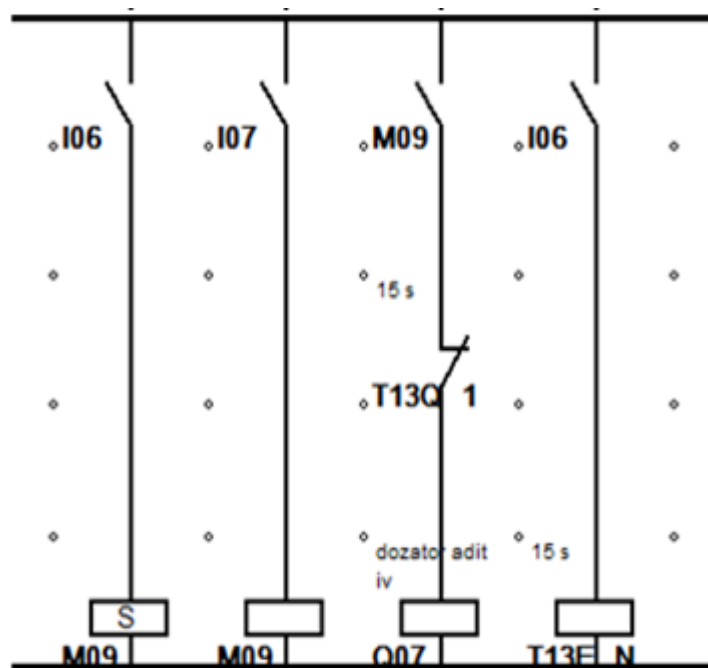 I06 I07 M09 I06
15 s
T13Q 1
dozator adit
iv
15 s
S
M09 M09 Q07 T13E N